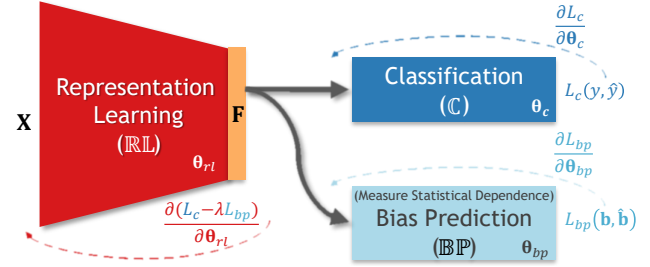 X
Representation
Learning
(ℝ𝕃)
θ_rl
F
∂(L_c−λL_bp)
∂θ_rl
∂L_c
∂θ_c
Classification
(ℂ)
θ_c
L_c(y, ŷ)
∂L_bp
∂θ_bp
(Measure Statistical Dependence)
Bias Prediction
(𝔹ℙ)
θ_bp
L_bp(b, b̂)